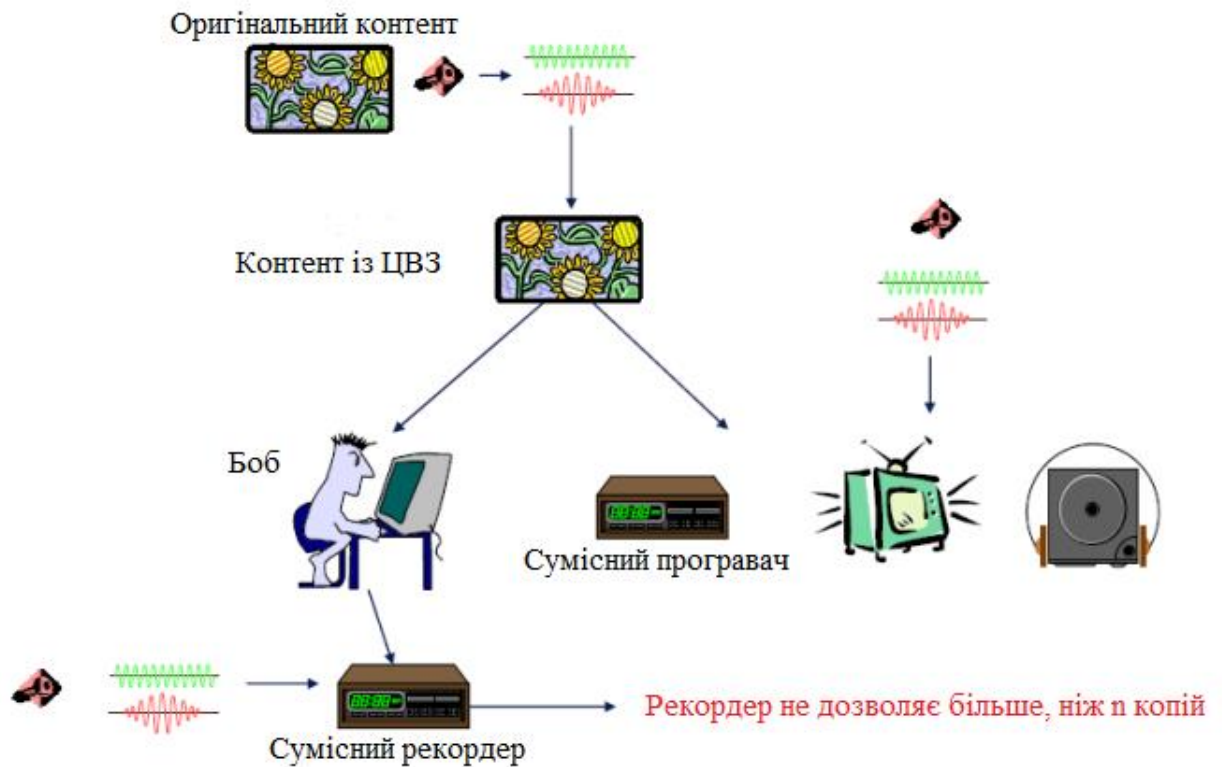 Оригінальний контент
Контент із ЦВЗ
Боб
Сумісний програвач
Рекордер не дозволяє більше, ніж n копій
Сумісний рекордер